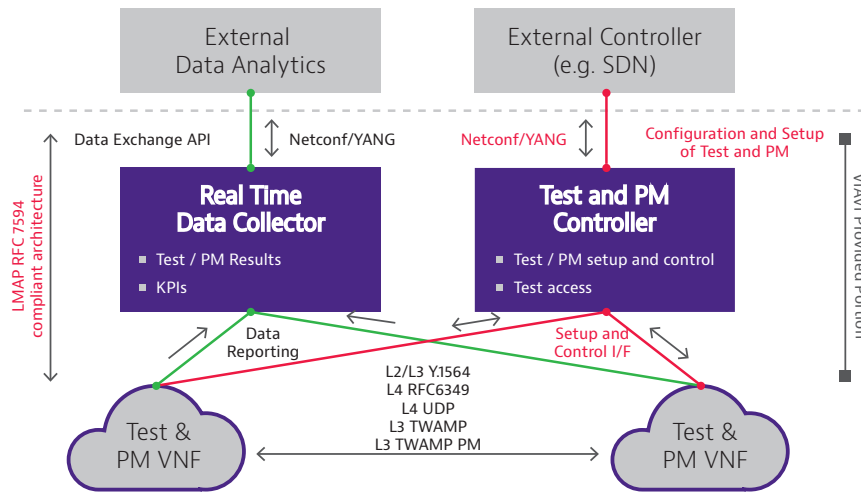 External
Data Analytics
External Controller
(e.g. SDN)
Data Exchange API
Netconf/YANG
Netconf/YANG
Configuration and Setup
of Test and PM
LMAP RFC 7594
compliant architecture
Real Time
Data Collector
Test / PM Results
KPIs
Test and PM
Controller
Test / PM setup and control
Test access
VIAVI Provided Portion
Data
Reporting
Setup and
Control I/F
L2/L3 Y.1564
L4 RFC6349
L4 UDP
L3 TWAMP
L3 TWAMP PM
Test &
PM VNF
Test &
PM VNF